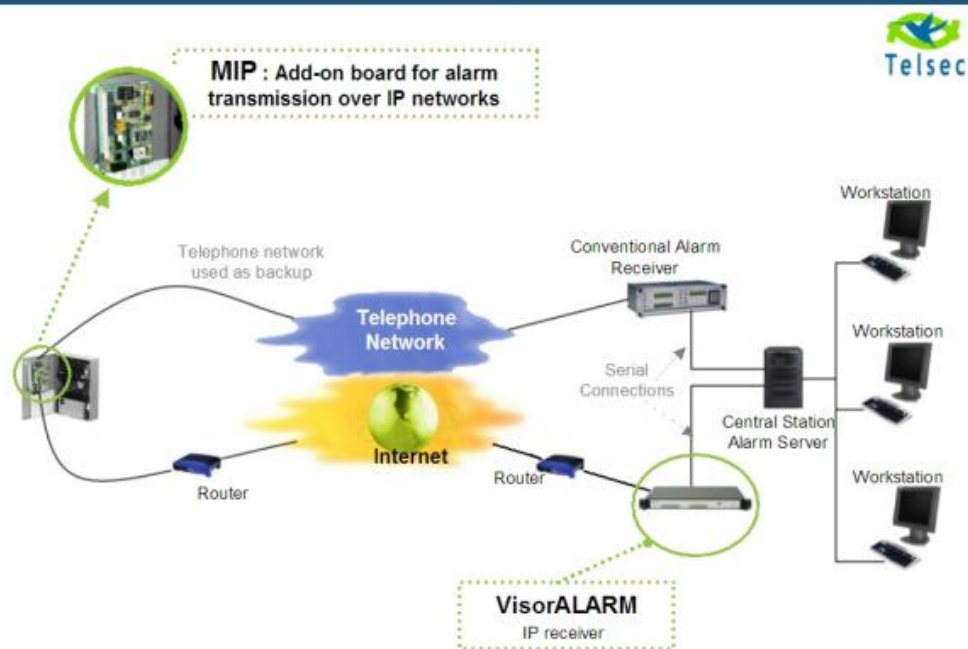 Telsec
MIP : Add-on board for alarm
transmission over IP networks
Workstation
Telephone network
used as backup
Conventional Alarm
Receiver
Telephone
Network
Workstation
Serial
Connections
Central Station
Alarm Server
Internet
Router
Router
Workstation
VisorALARM
IP receiver